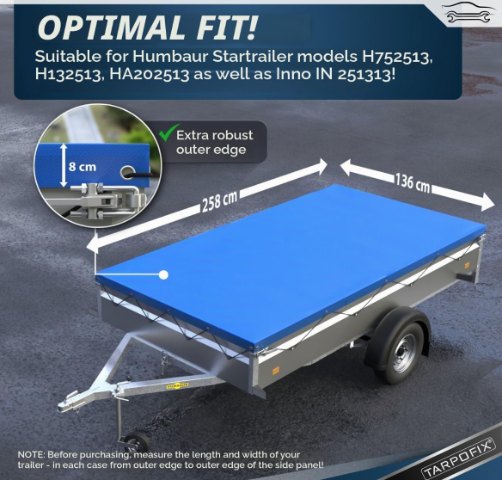 OPTIMAL FIT!
Suitable for Humbaur Startrailer models H752513,
H132513, HA202513 as well as Inno IN 251313!
Extra robust
outer edge
8 cm
258 cm
136 cm
NOTE: Before purchasing, measure the length and width of your
trailer - in each case from outer edge to outer edge of the side panel!
TARPOFIX®